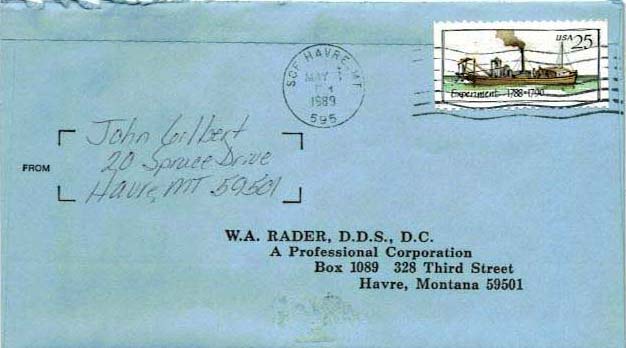 USA 25
Experiment 1788-1790
SCF HAVRE, MT
MAY
1989
595
John Gilbert
20 Spruce Drive
Havre, MT 59501
FROM
W.A. RADER, D.D.S., D.C.
A Professional Corporation
Box 1089 328 Third Street
Havre, Montana 59501